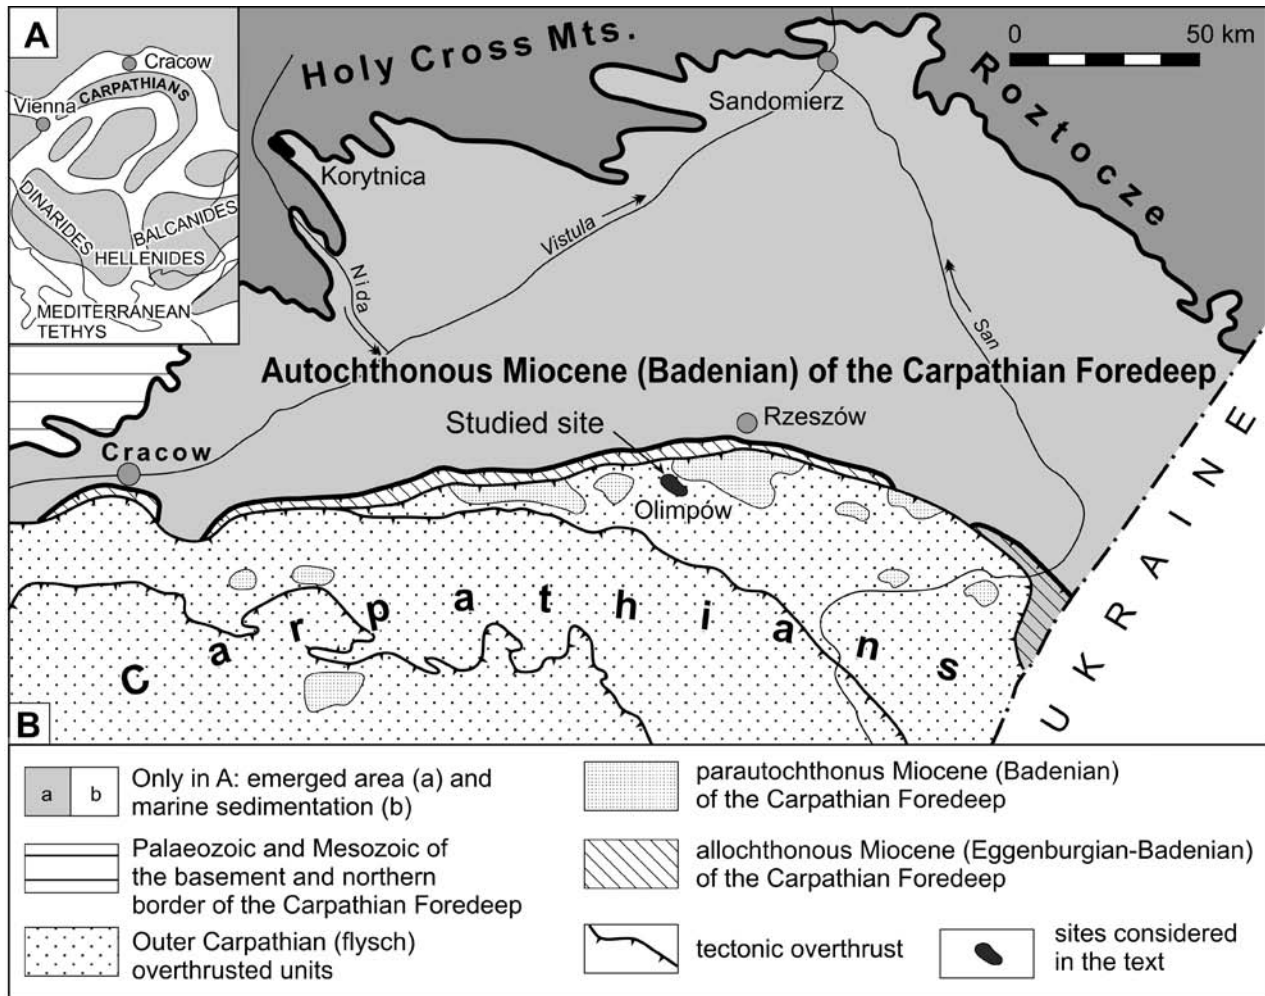 A
Cracow
CARPATHIANS
Vienna
DINARIDES
BALCANIDES
HELLENIDES
MEDITERRANEAN
TETHYS
Holy Cross Mts.
0 50 km
Roztocze
Sandomierz
Korytnica
Vistula
Nida
San
Autochthonous Miocene (Badenian) of the Carpathian Foredeep
Studied site
Rzeszów
Cracow
Olimpów
Carpathians
UKRAINE
B
a b
Only in A: emerged area (a) and
marine sedimentation (b)
Palaeozoic and Mesozoic of
the basement and northern
border of the Carpathian Foredeep
Outer Carpathian (flysch)
overthrusted units
parautochthonus Miocene (Badenian)
of the Carpathian Foredeep
allochthonous Miocene (Eggenburgian-Badenian)
of the Carpathian Foredeep
tectonic overthrust
sites considered
in the text